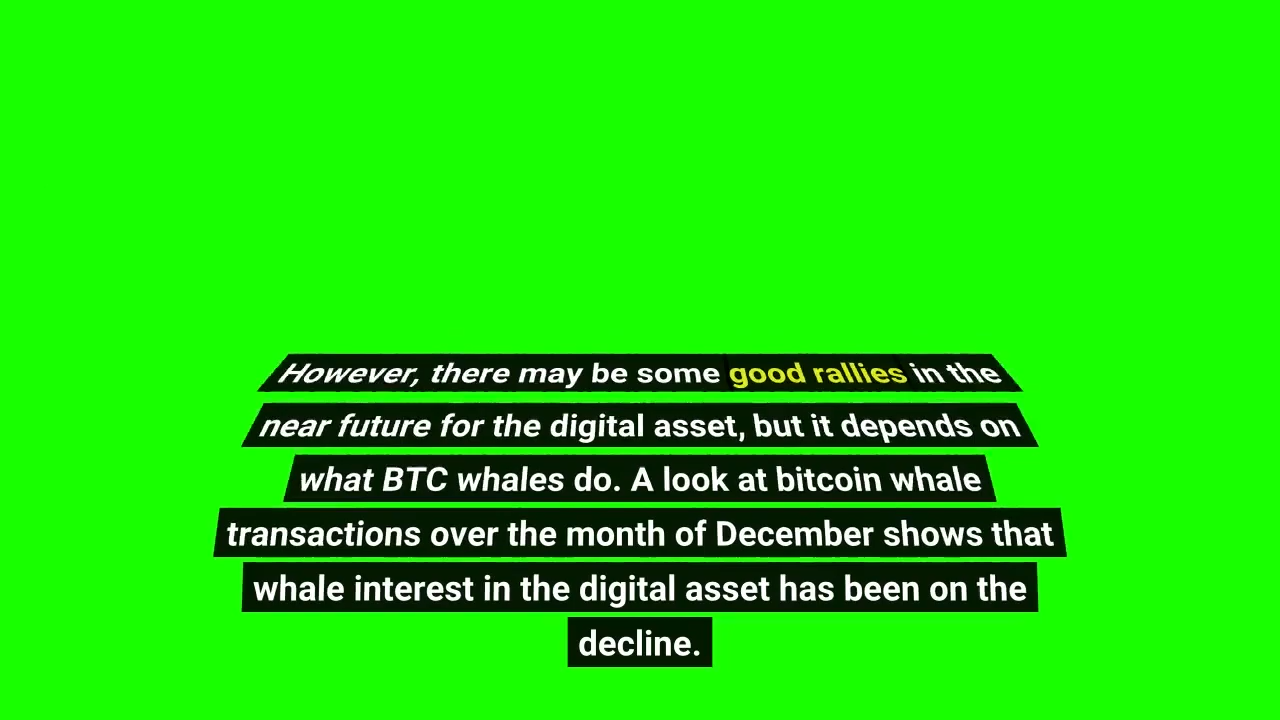 However, there may be some good rallies in the
near future for the digital asset, but it depends on
what BTC whales do. A look at bitcoin whale
transactions over the month of December shows that
whale interest in the digital asset has been on the
decline.